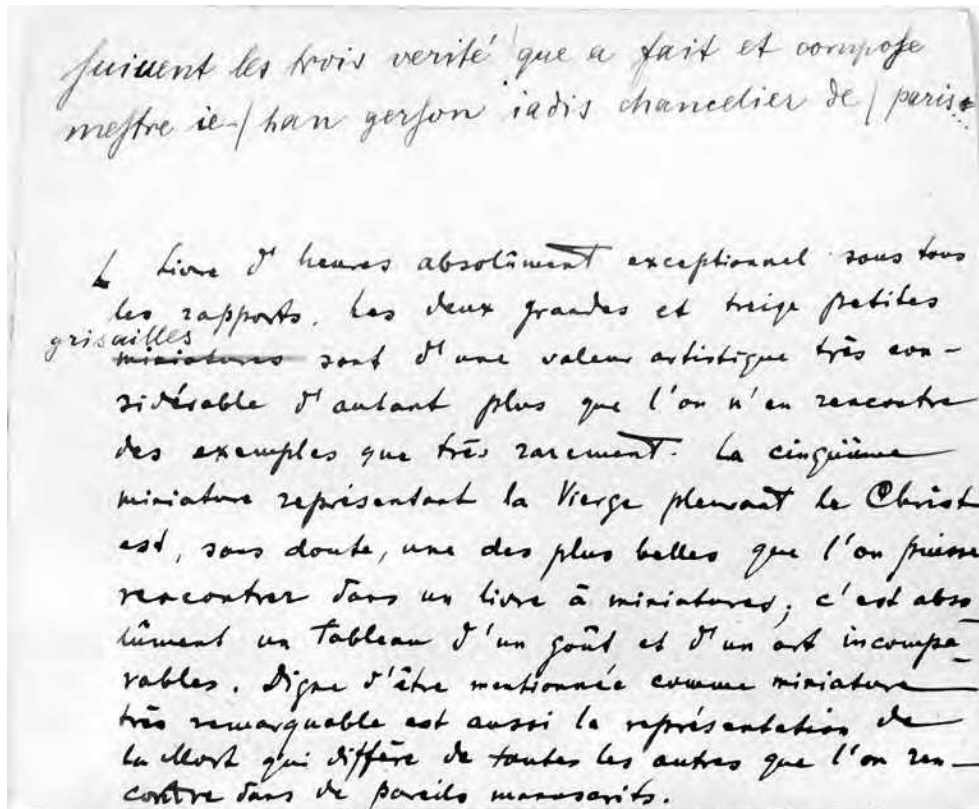 ſuiuent les trois verité que a fait et compoſe
meſtre ie-/han gerſon iadis chancelier de / paris
Livre d'heures absolûment exceptionnel sous tous
les rapports. Les deux grandes et treize petites
grisailles
miniatures sont d'une valeur artistique très con-
sidérable d'autant plus que l'on n'en rencontre
des exemples que très rarement. La cinquième
miniature représentant la Vierge pleurant le Christ
est, sans doute, une des plus belles que l'on puisse
rencontrer dans un livre à miniatures; c'est abso
lûment un Tableau d'un goût et d'un art incompa-
rables. Digne d'être mentionnée comme miniature
très remarquable est aussi la représentation de
la Mort qui diffère de toutes les autres que l'on ren-
contre dans de pareils manuscrits.